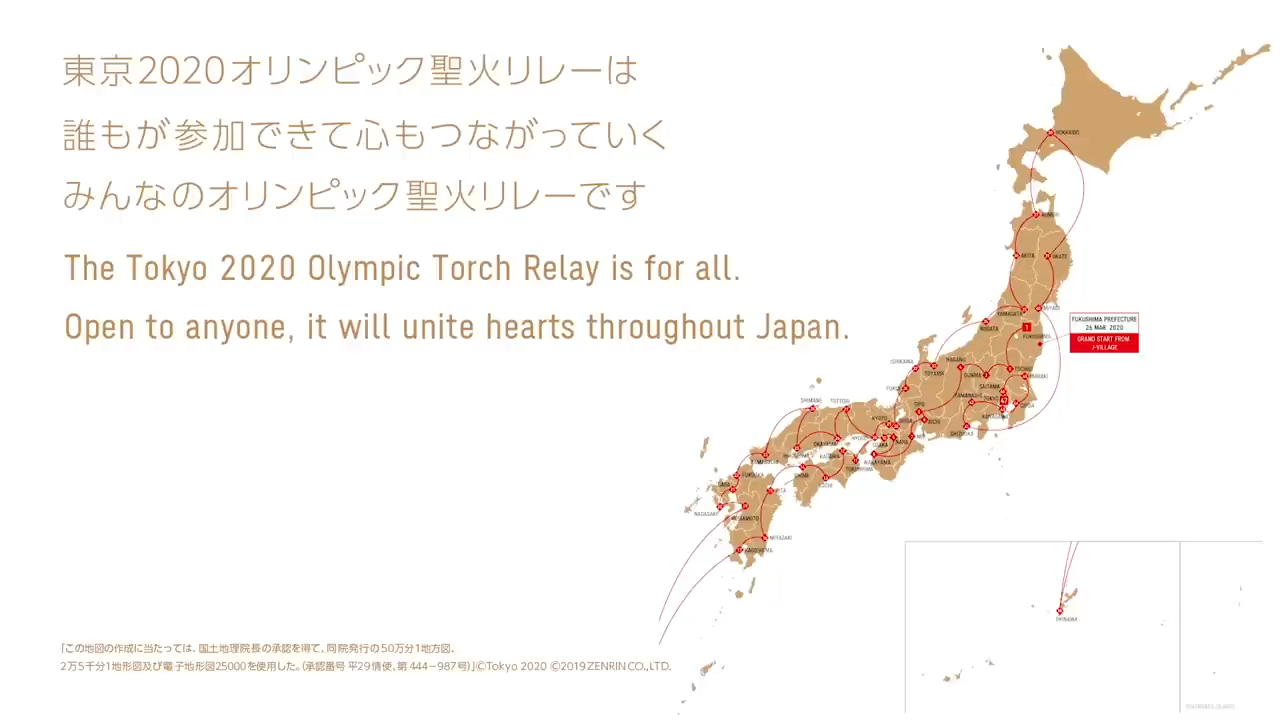 東京2020オリンピック聖火リレーは
誰もが参加できて心もつながっていく
みんなのオリンピック聖火リレーです
The Tokyo 2020 Olympic Torch Relay is for all.
Open to anyone, it will unite hearts throughout Japan.
HOKKAIDO
AOMORI
AKITA
IWATE
YAMAGATA
MIYAGI
NIIGATA
1
FUKUSHIMA
FUKUSHIMA PREFECTURE
26 MAR. 2020
GRAND START FROM
J-VILLAGE
ISHIKAWA
TOYAMA
NAGANO
GUNMA
TOCHIGI
IBARAKI
SAITAMA
FUKUI
YAMANASHI
TOKYO
47
CHIBA
KANAGAWA
SHIZUOKA
GIFU
AICHI
SHIGA
KYOTO
SHIMANE
TOTTORI
OKAYAMA
HYOGO
OSAKA
NARA
WAKAYAMA
KAGAWA
TOKUSHIMA
KOCHI
FUKUOKA
SAGA
NAGASAKI
OITA
KUMAMOTO
MIYAZAKI
KAGOSHIMA
OKINAWA
「この地図の作成に当たっては、国土地理院長の承認を得て、同院発行の50万分1地方図、
2万5千分1地形図及び電子地形図25000を使用した。(承認番号 平29情使、第444-987号)」©Tokyo 2020 ©2019 ZENRIN CO., LTD.